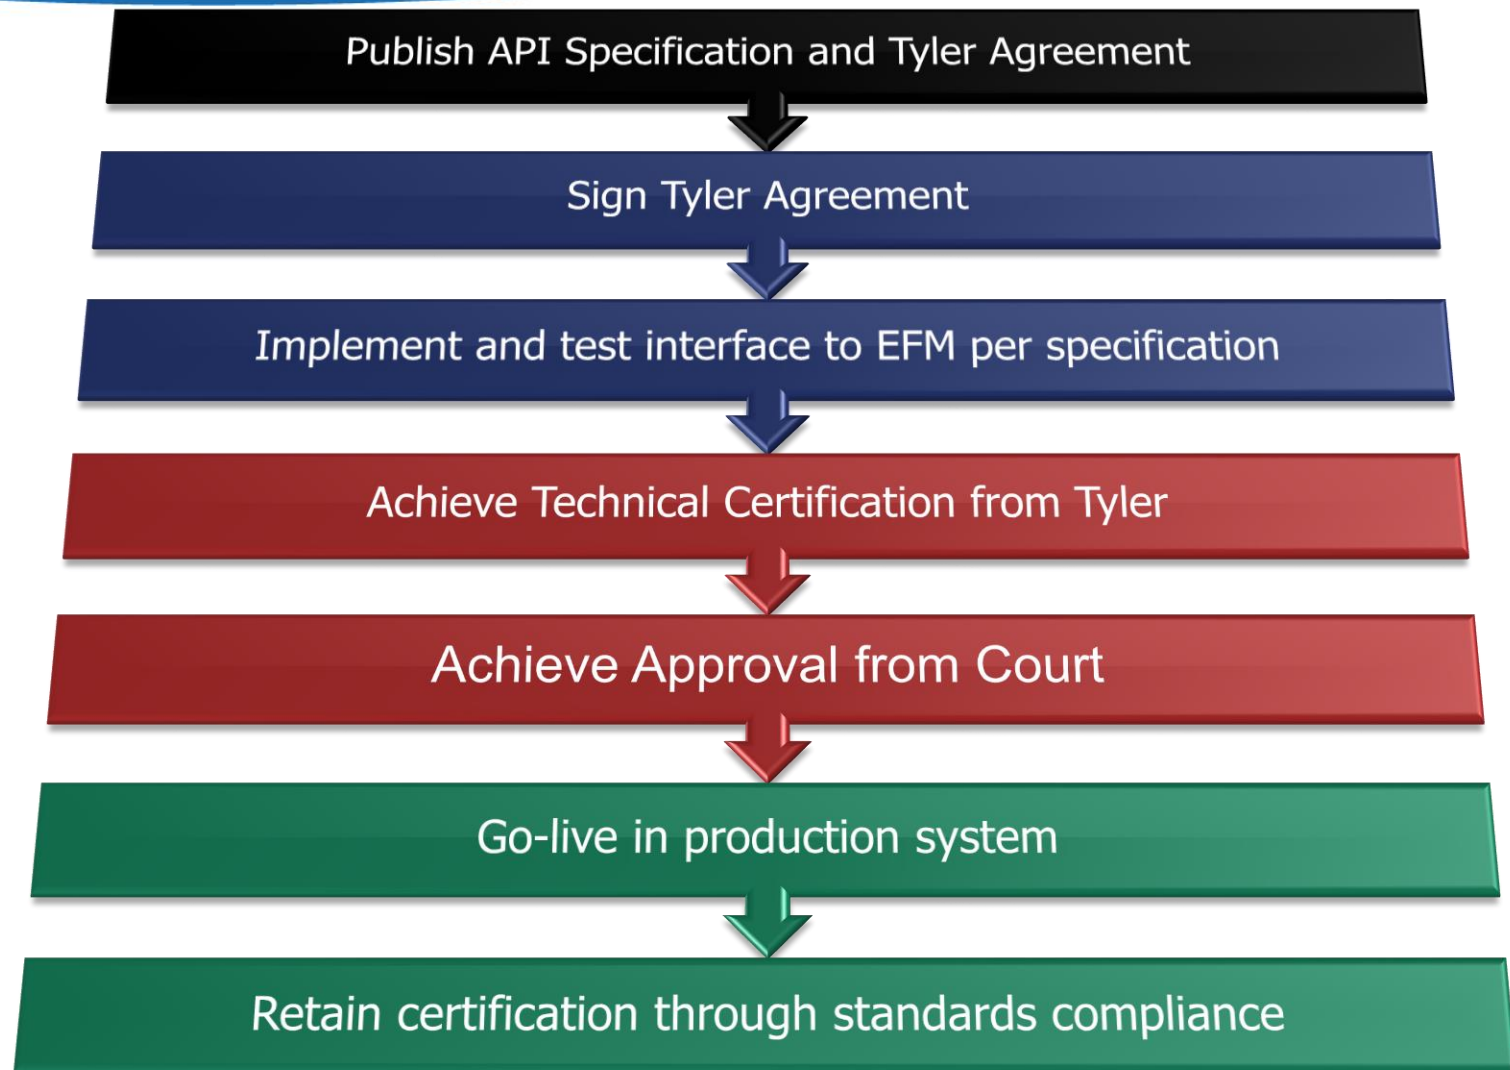 Publish API Specification and Tyler Agreement
Sign Tyler Agreement
Implement and test interface to EFM per specification
Achieve Technical Certification from Tyler
Achieve Approval from Court
Go-live in production system
Retain certification through standards compliance